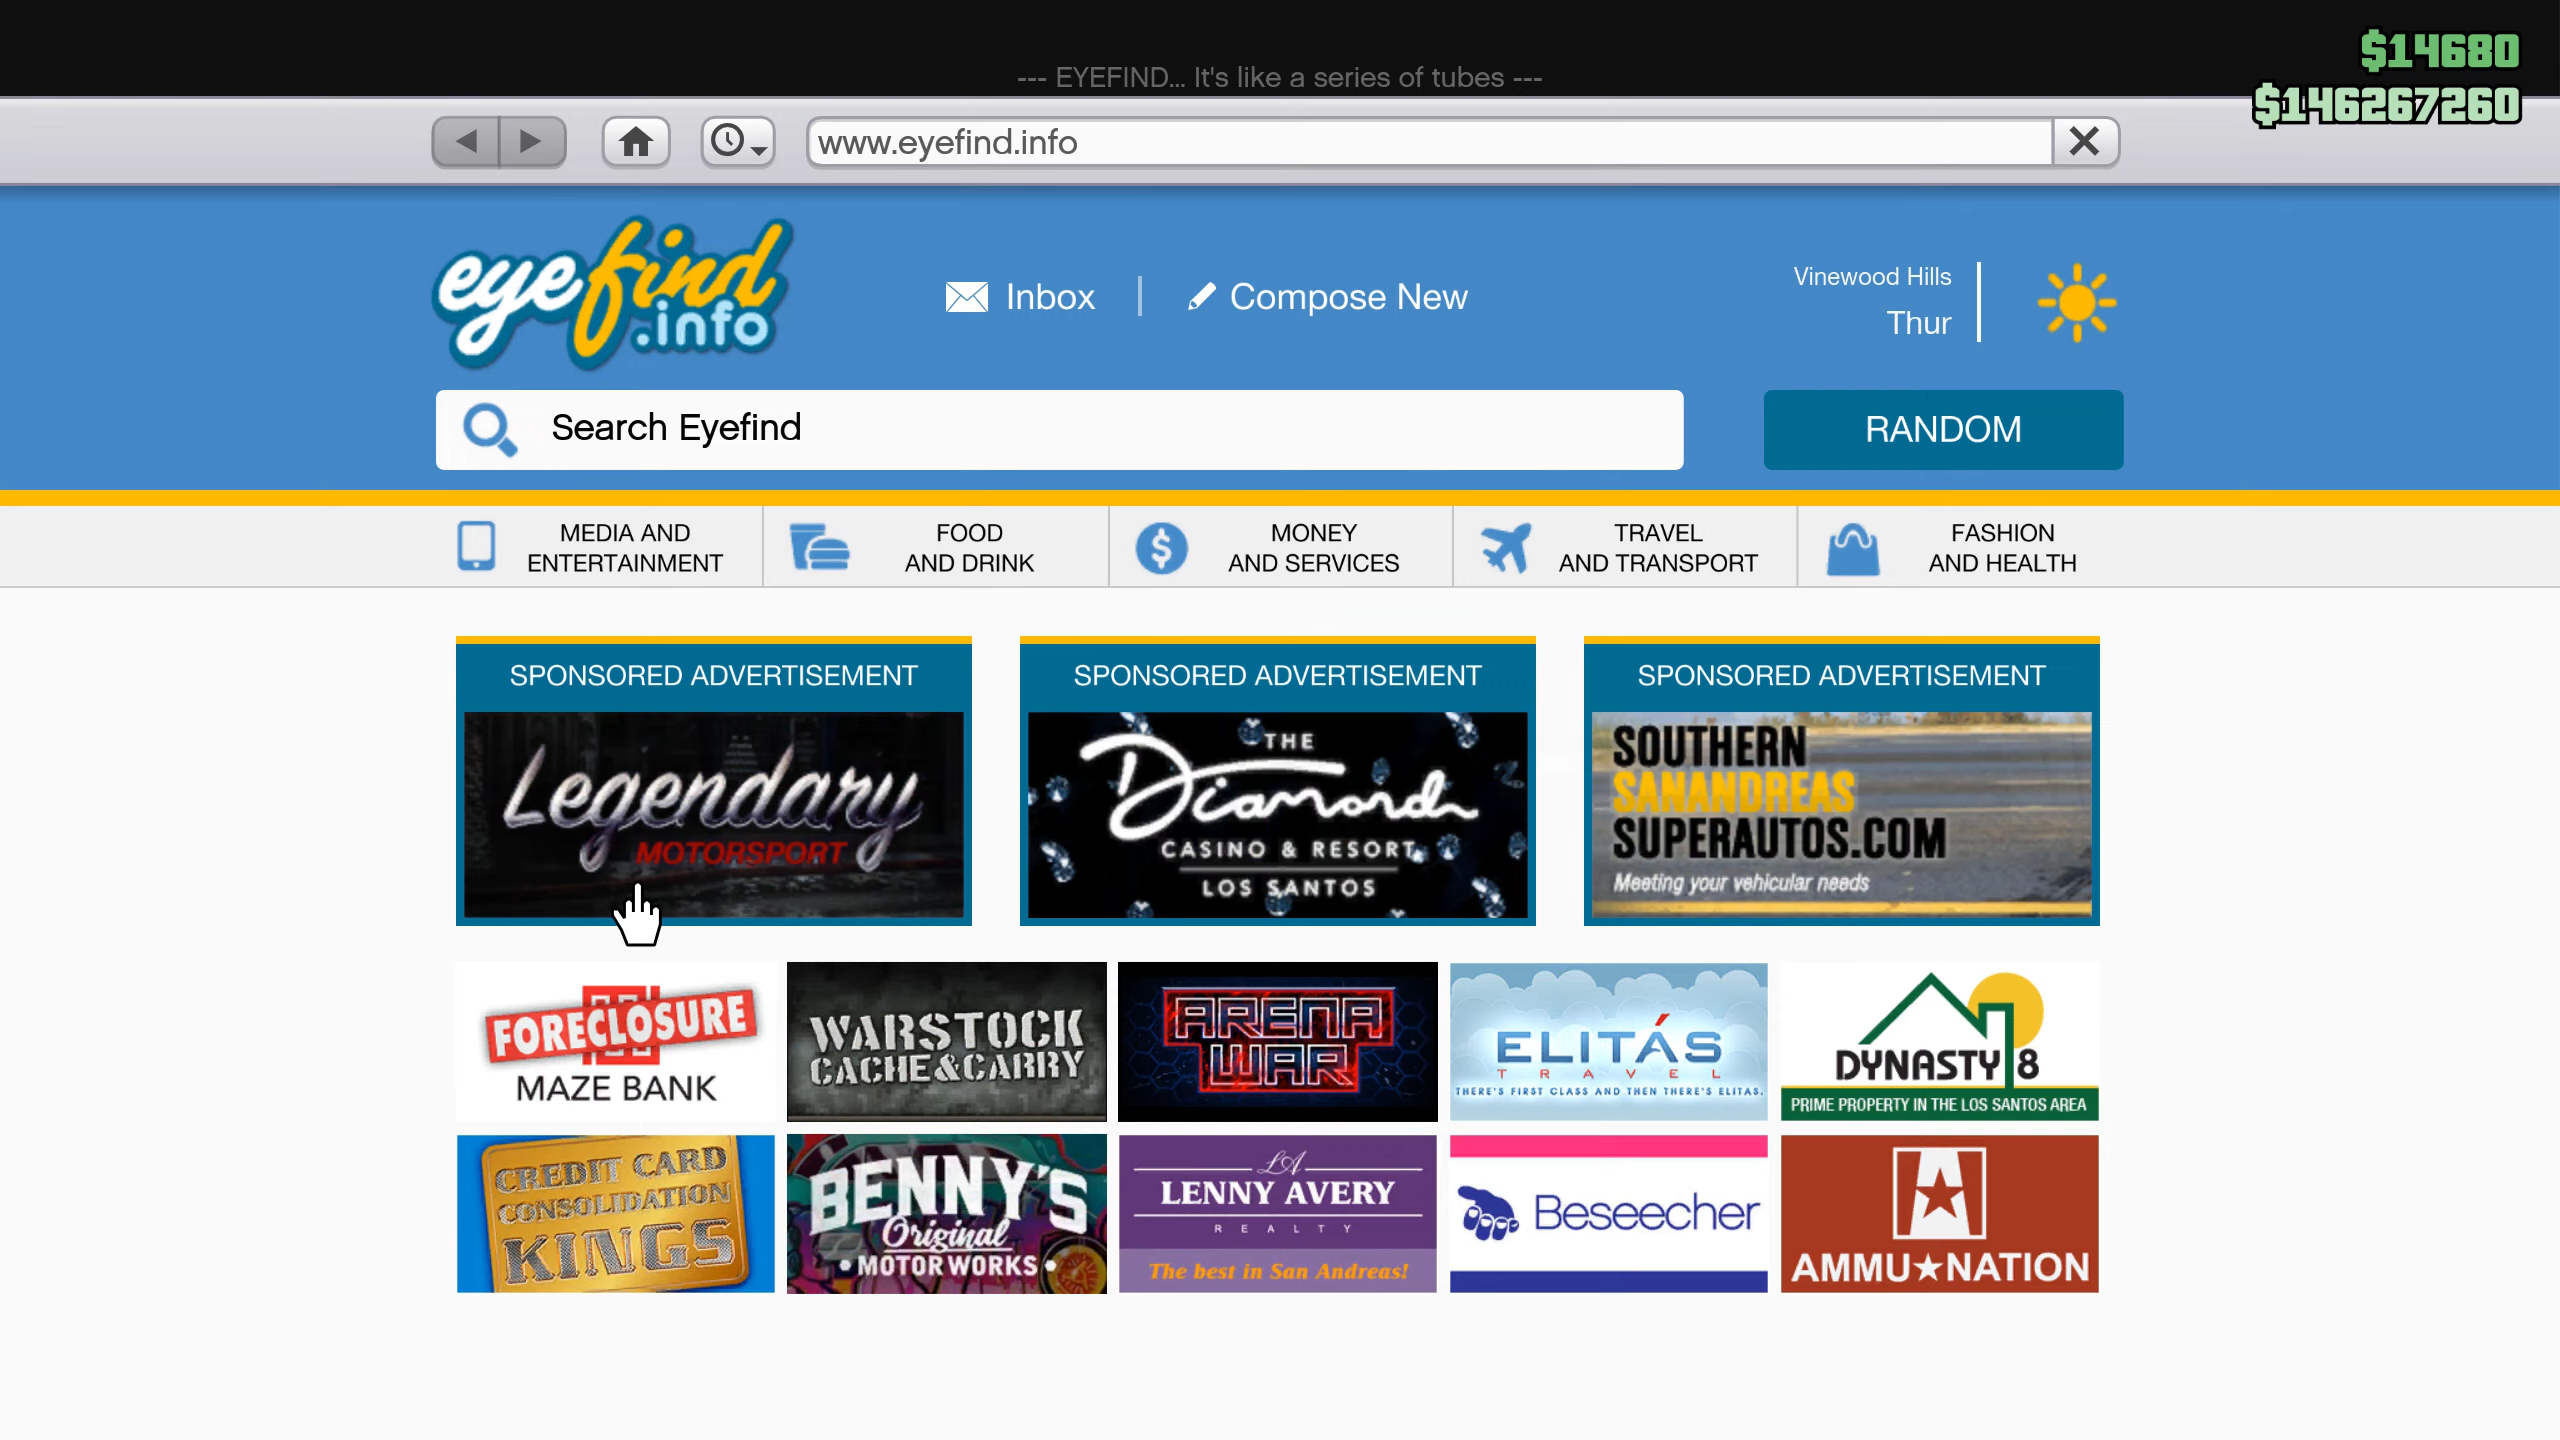 $14680
--- EYEFIND... It's like a series of tubes ---
$146267260
www.eyefind.info
eyefind
.info
Inbox
Compose New
Vinewood Hills
Thur
Search Eyefind
RANDOM
MEDIA AND
ENTERTAINMENT
FOOD
AND DRINK
MONEY
AND SERVICES
TRAVEL
AND TRANSPORT
FASHION
AND HEALTH
SPONSORED ADVERTISEMENT
Legendary
MOTORSPORT
SPONSORED ADVERTISEMENT
THE
Diamond
CASINO & RESORT
LOS SANTOS
SPONSORED ADVERTISEMENT
SOUTHERN
SANANDREAS
SUPERAUTOS.COM
Meeting your vehicular needs
FORECLOSURE
MAZE BANK
WARSTOCK
CACHE&CARRY
ARENA
WAR
ELITÁS
TRAVEL
THERE'S FIRST CLASS AND THEN THERE'S ELITAS.
DYNASTY 8
PRIME PROPERTY IN THE LOS SANTOS AREA
CREDIT CARD
CONSOLIDATION
KINGS
BENNY'S
Original
MOTOR WORKS
LA
LENNY AVERY
REALTY
The best in San Andreas!
Beseecher
AMMU★NATION